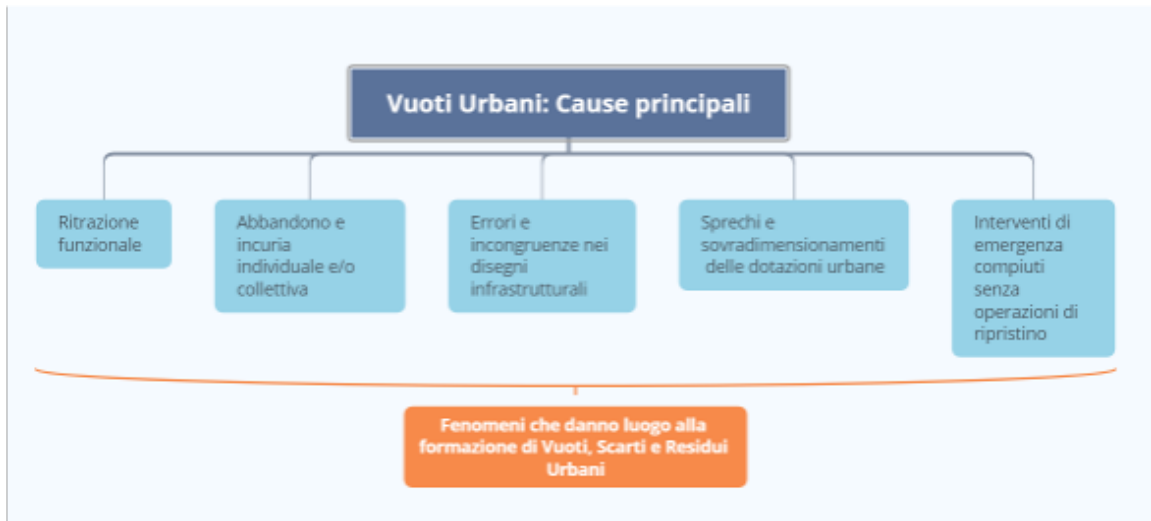 Vuoti Urbani: Cause principali
Ritrazione
funzionale
Abbandono e
incuria
individuale e/o
collettiva
Errori e
incongruenze nei
disegni
infrastrutturali
Sprechi e
sovradimensionamenti
delle dotazioni urbane
Interventi di
emergenza
compiuti
senza
operazioni di
ripristino
Fenomeni che danno luogo alla
formazione di Vuoti, Scarti e Residui
Urbani